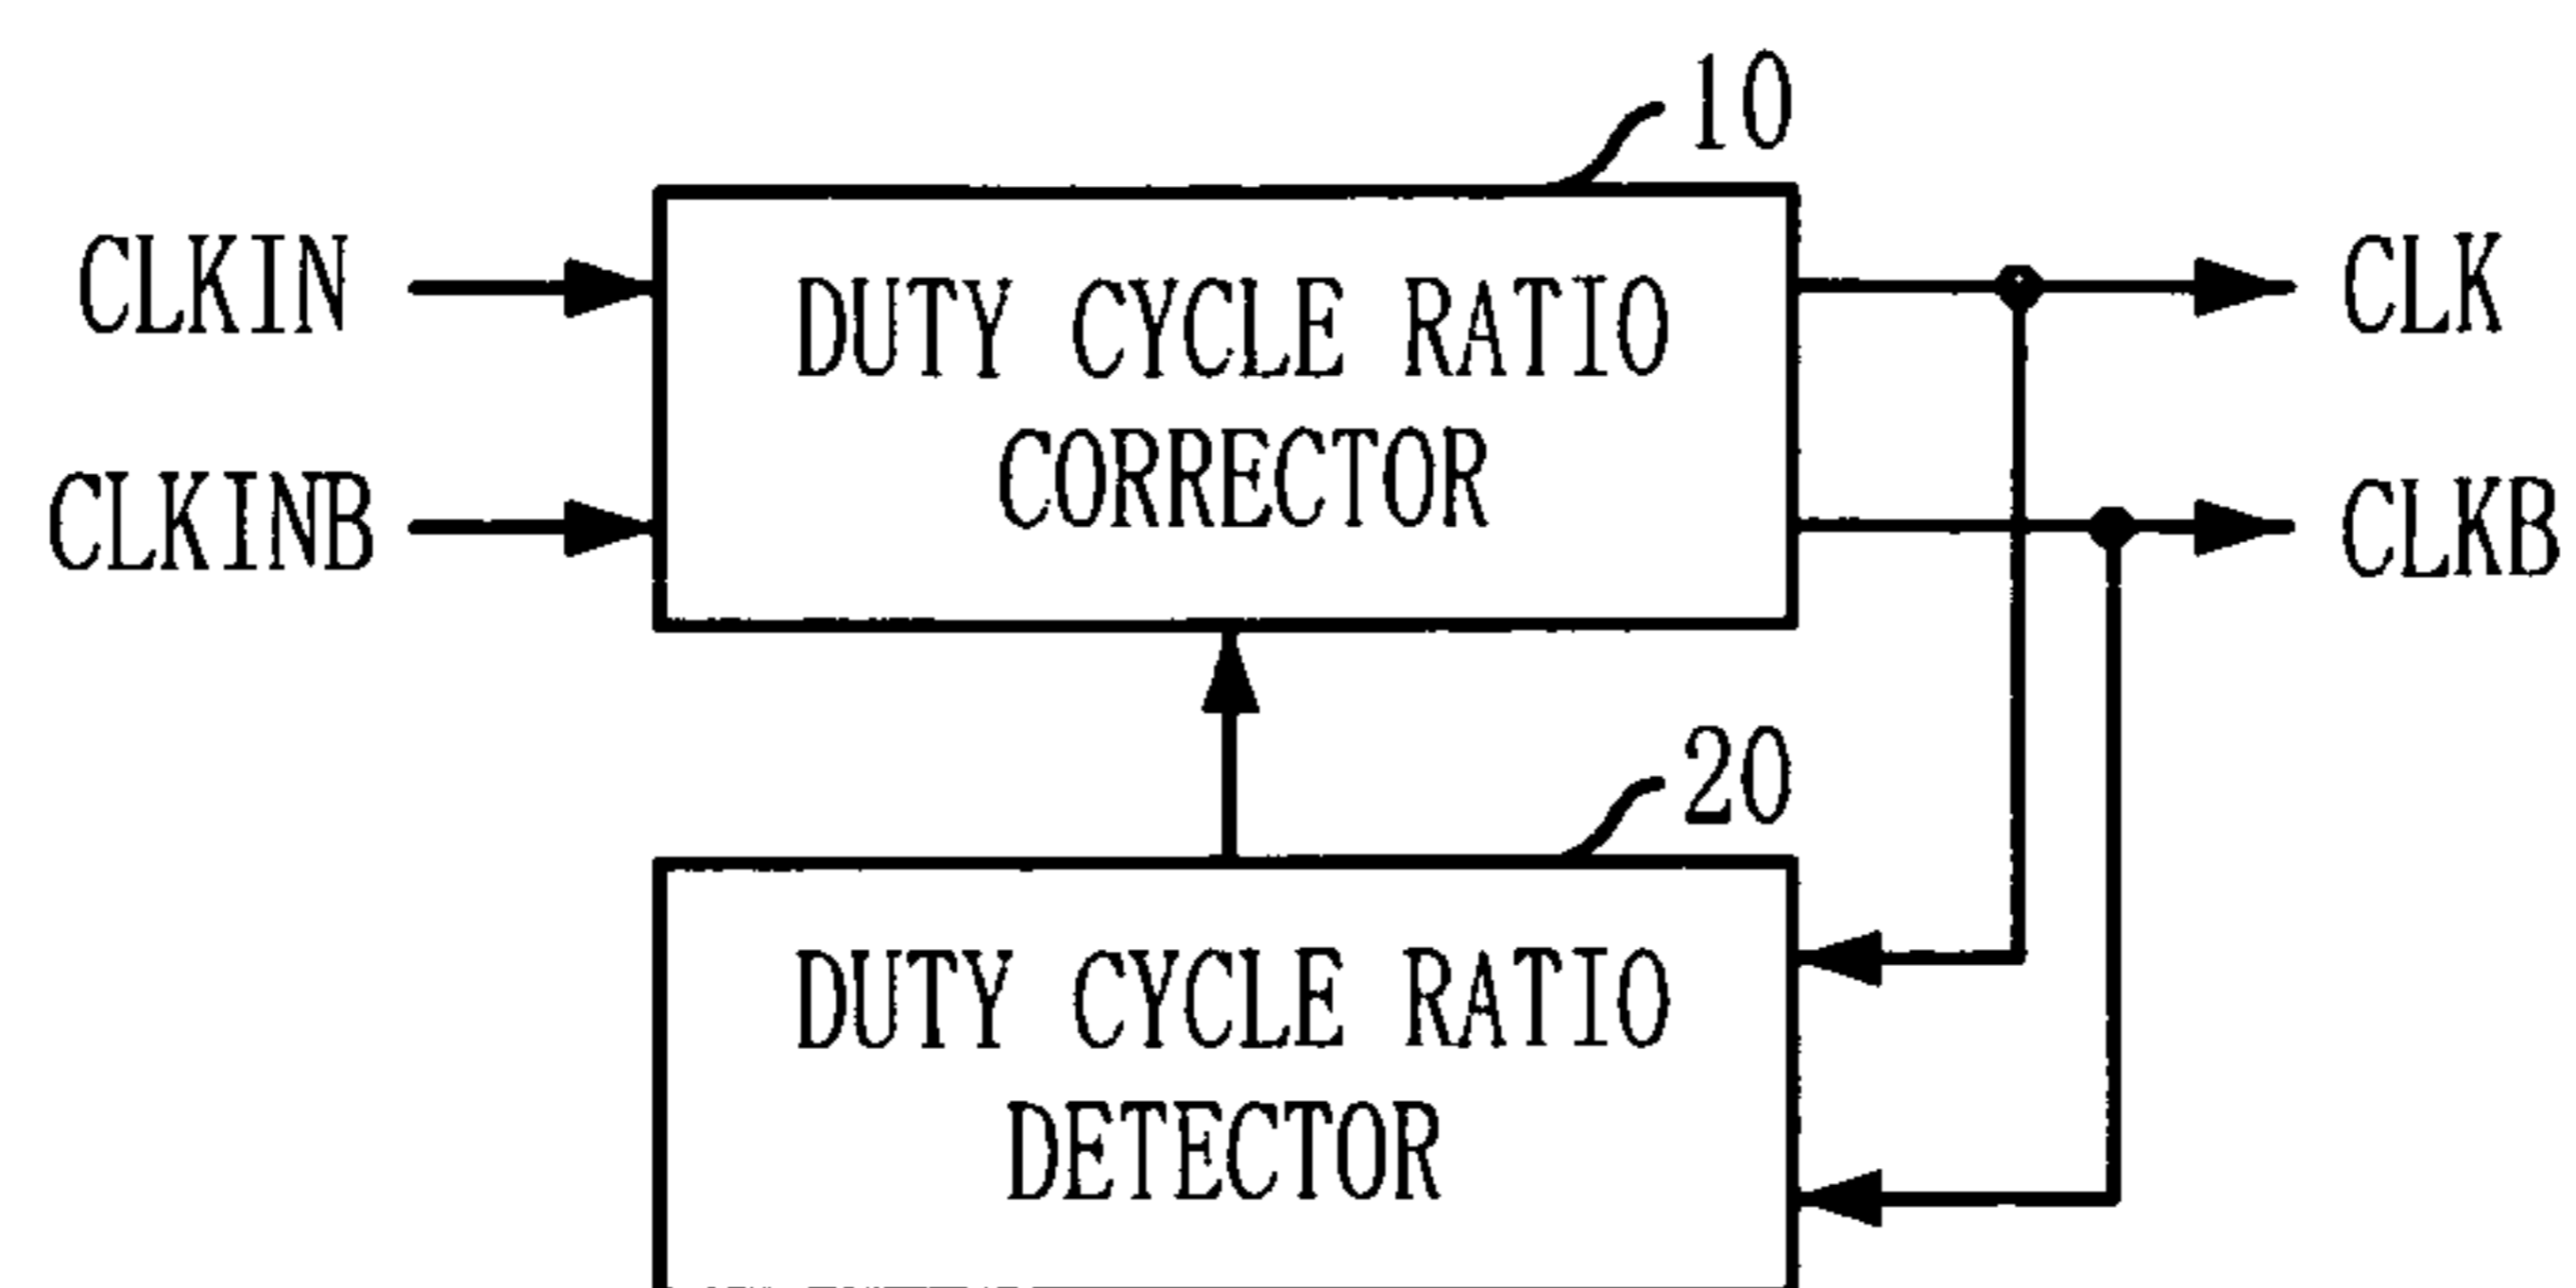 10
CLKIN
DUTY CYCLE RATIO
CORRECTOR
CLK
CLKINB
CLKB
20
DUTY CYCLE RATIO
DETECTOR